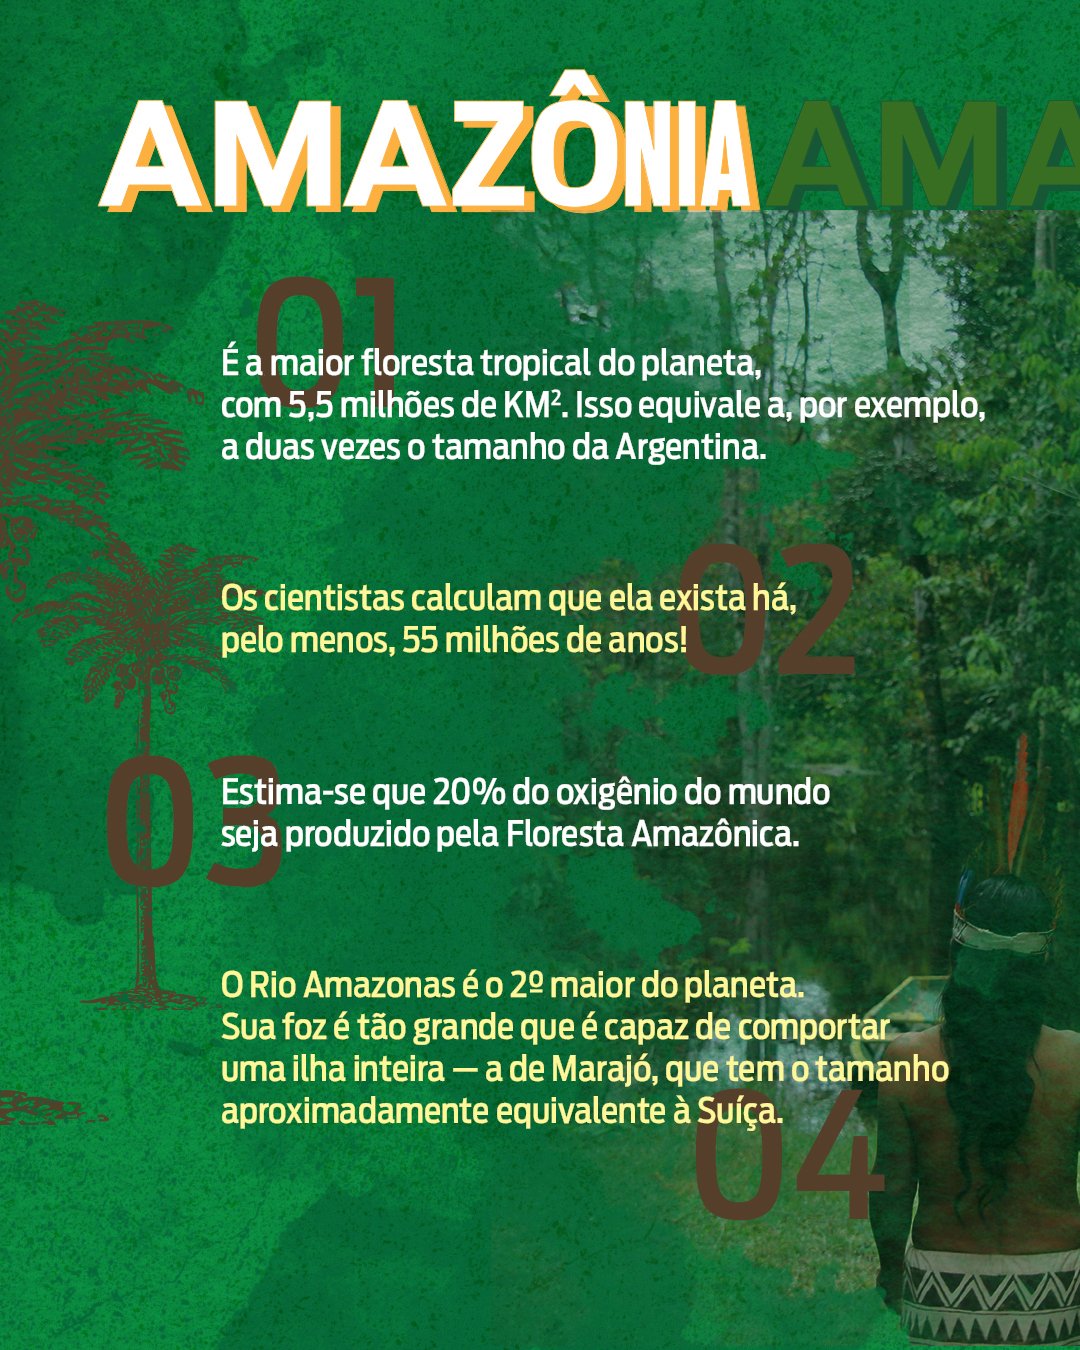 AMAZÔNIA AMA
01
É a maior floresta tropical do planeta,
com 5,5 milhões de KM². Isso equivale a, por exemplo,
a duas vezes o tamanho da Argentina.
02
Os cientistas calculam que ela exista há,
pelo menos, 55 milhões de anos!
03
Estima-se que 20% do oxigênio do mundo
seja produzido pela Floresta Amazônica.
O Rio Amazonas é o 2º maior do planeta.
Sua foz é tão grande que é capaz de comportar
uma ilha inteira — a de Marajó, que tem o tamanho
aproximadamente equivalente à Suíça.
04